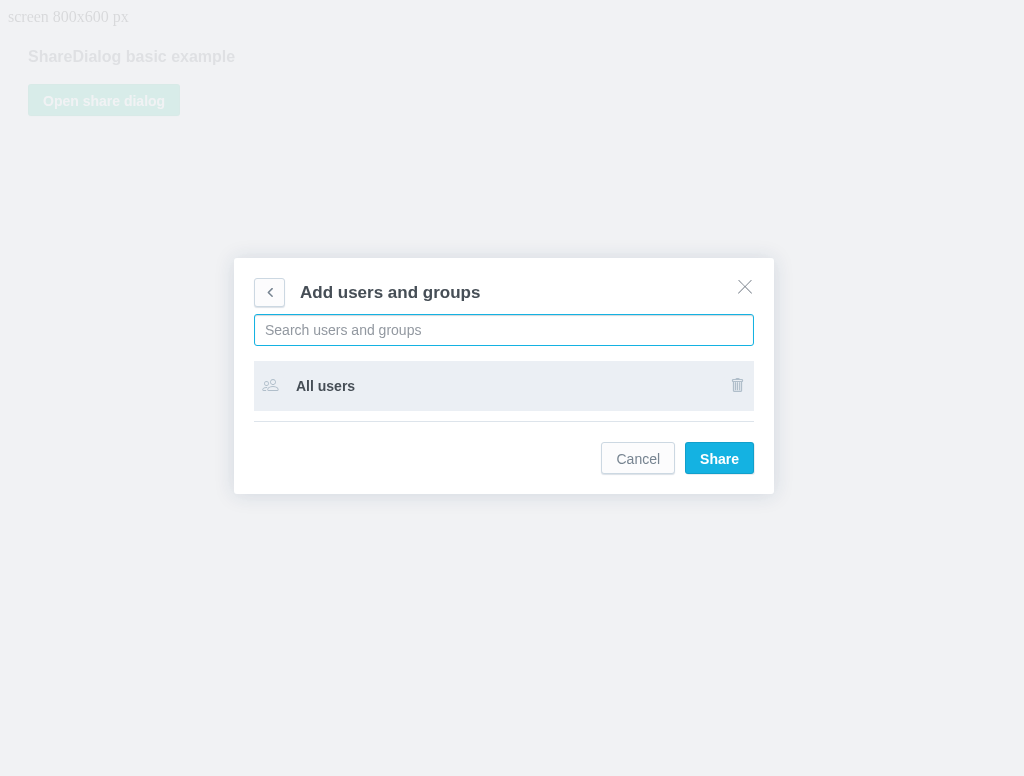 screen 800x600 px
ShareDialog basic example
Open share dialog
Add users and groups
Search users and groups
All users
Cancel
Share